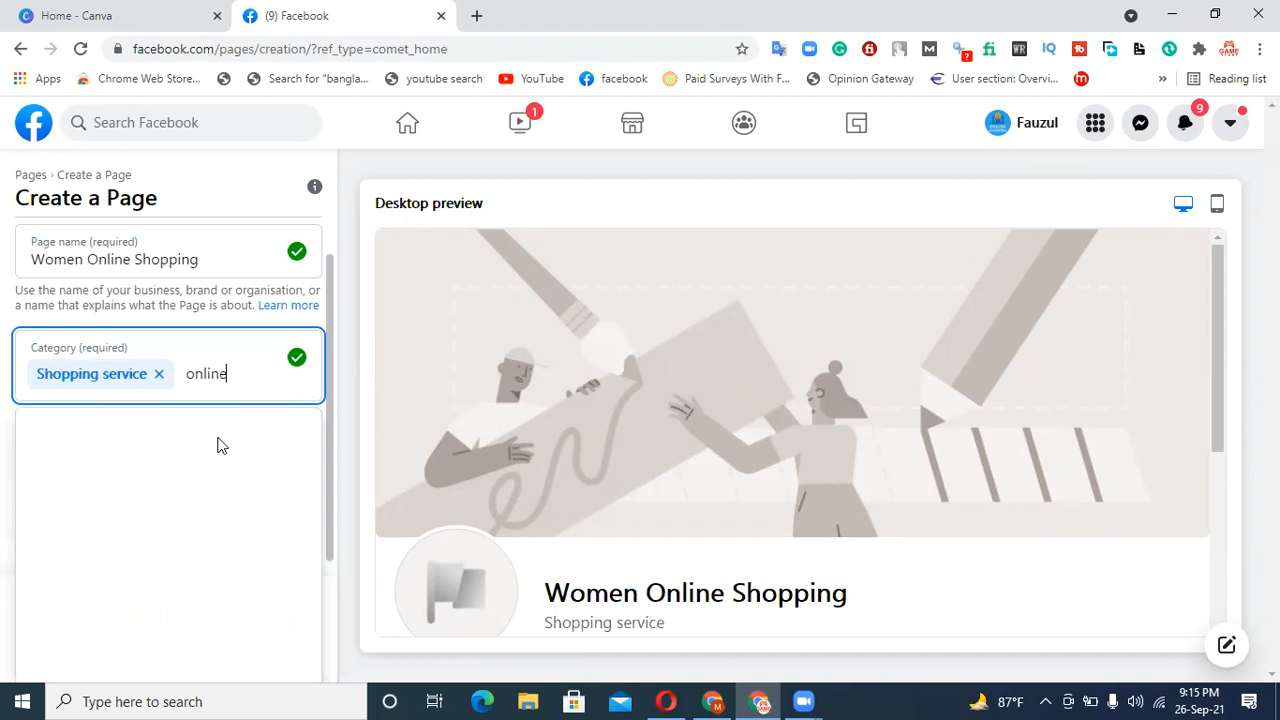 Home - Canva
(9) Facebook
facebook.com/pages/creation/?ref_type=comet_home
Apps
Chrome Web Store...
Search for "bangla...
youtube search
YouTube
facebook
Paid Surveys With F...
Opinion Gateway
User section: Overvi...
»
Reading list
Search Facebook
1
Fauzul
9
Pages › Create a Page
Create a Page
Page name (required)
Women Online Shopping
Use the name of your business, brand or organisation, or
a name that explains what the Page is about. Learn more
Category (required)
Shopping service
online
Desktop preview
Women Online Shopping
Shopping service
Type here to search
87°F
9:15 PM
26-Sep-21